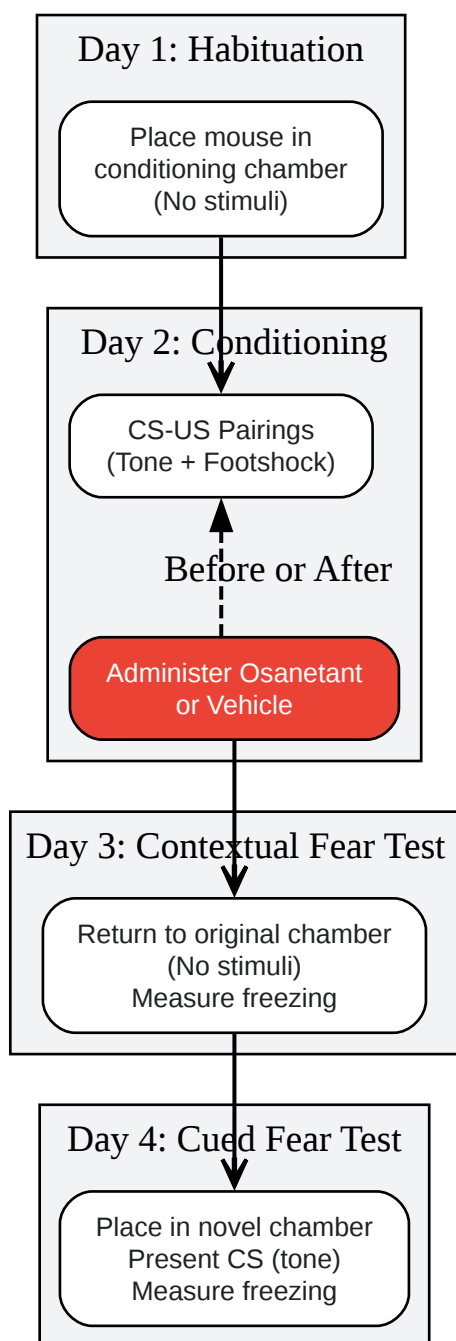 Day 1: Habituation
Place mouse in
conditioning chamber
(No stimuli)
Day 2: Conditioning
CS-US Pairings
(Tone + Footshock)
Before or After
Administer Osanetant
or Vehicle
Day 3: Contextual Fear Test
Return to original chamber
(No stimuli)
Measure freezing
Day 4: Cued Fear Test
Place in novel chamber
Present CS (tone)
Measure freezing